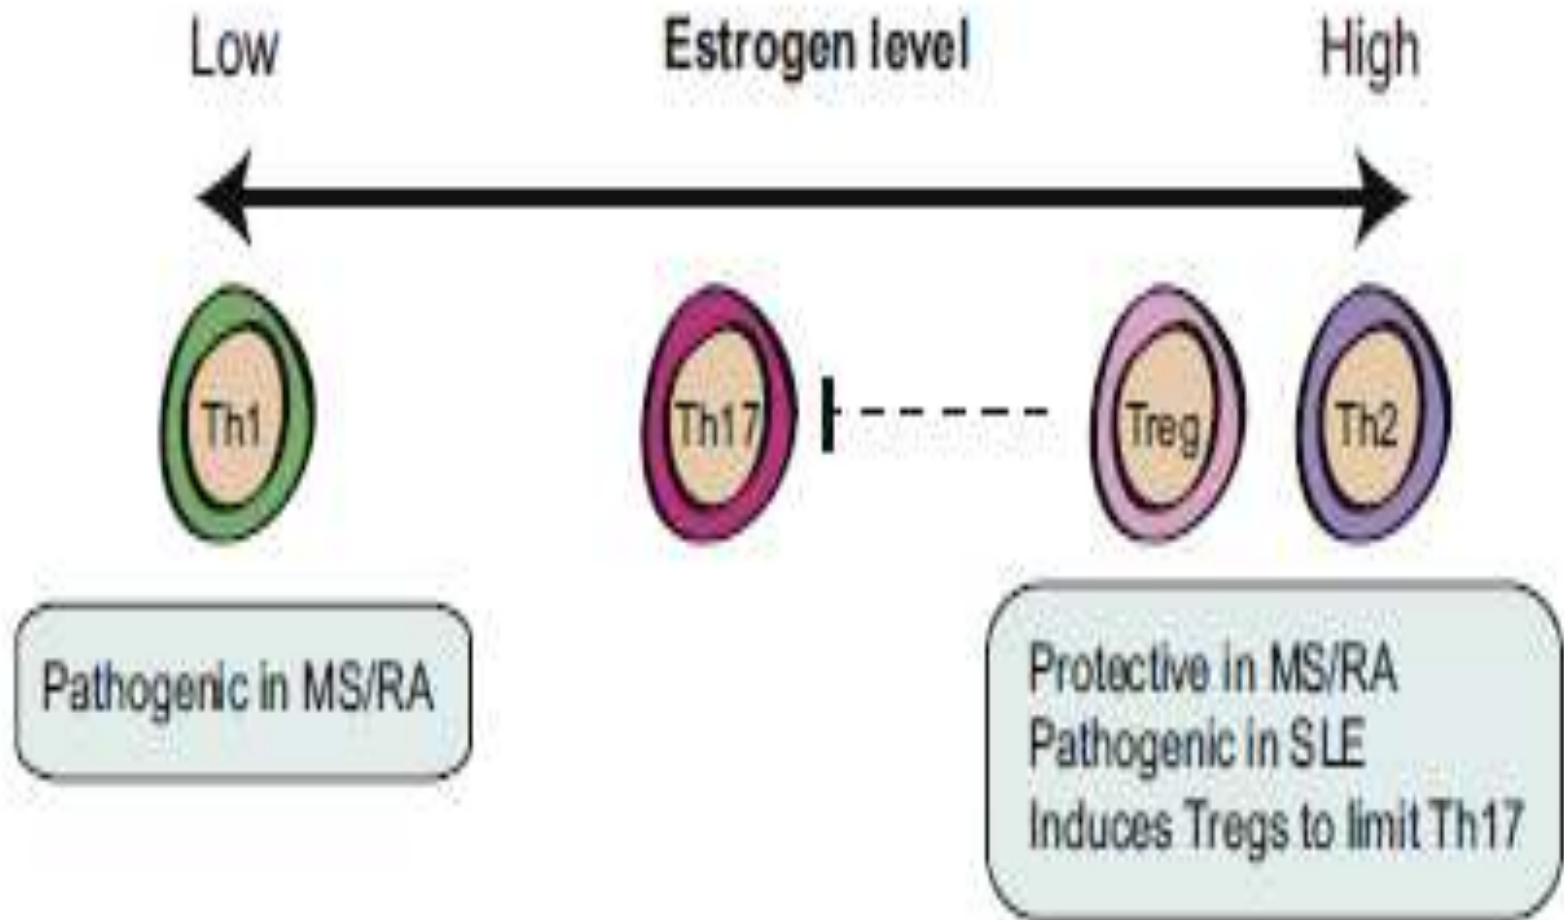 Low Estrogen level High
Th1 Th17 Treg Th2
Pathogenic in MS/RA
Protective in MS/RA
Pathogenic in SLE
Induces Tregs to limit Th17